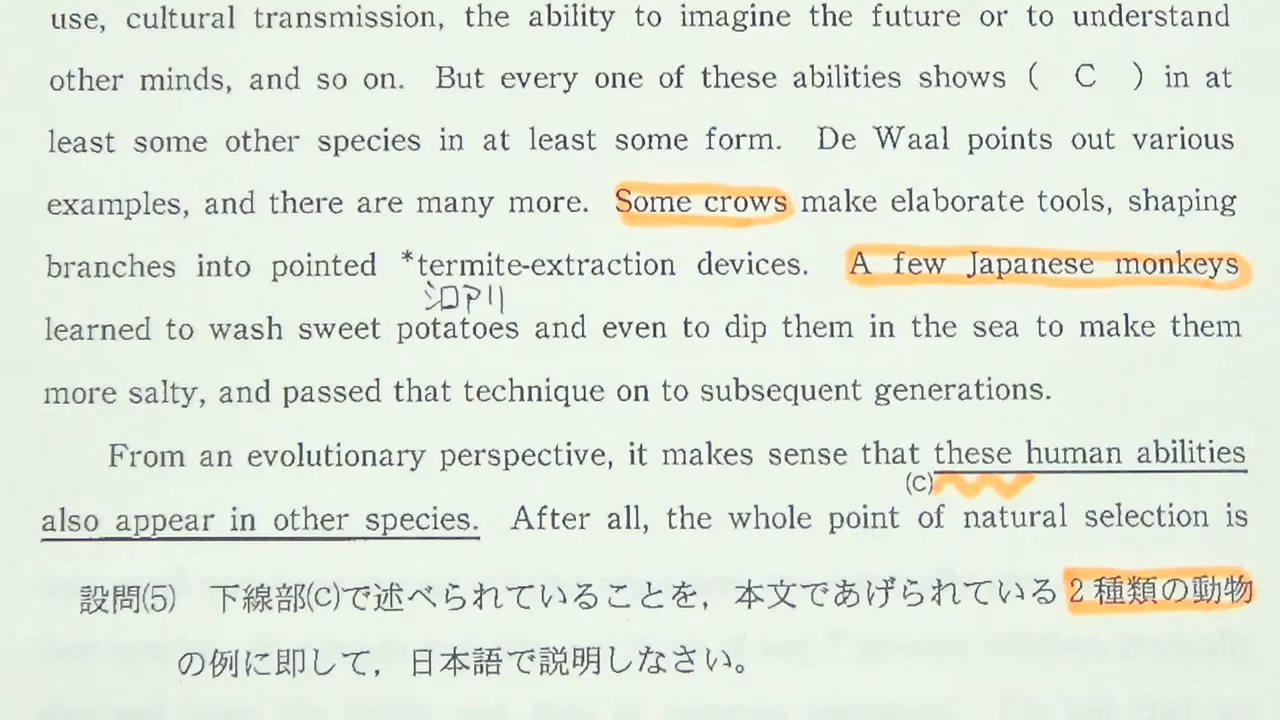 use, cultural transmission, the ability to imagine the future or to understand
other minds, and so on. But every one of these abilities shows ( C ) in at
least some other species in at least some form. De Waal points out various
examples, and there are many more. Some crows make elaborate tools, shaping
branches into pointed *termite-extraction devices. A few Japanese monkeys
シロアリ
learned to wash sweet potatoes and even to dip them in the sea to make them
more salty, and passed that technique on to subsequent generations.
From an evolutionary perspective, it makes sense that these human abilities
(C)
also appear in other species. After all, the whole point of natural selection is
設問(5) 下線部(C)で述べられていることを，本文であげられている2種類の動物
の例に即して，日本語で説明しなさい。